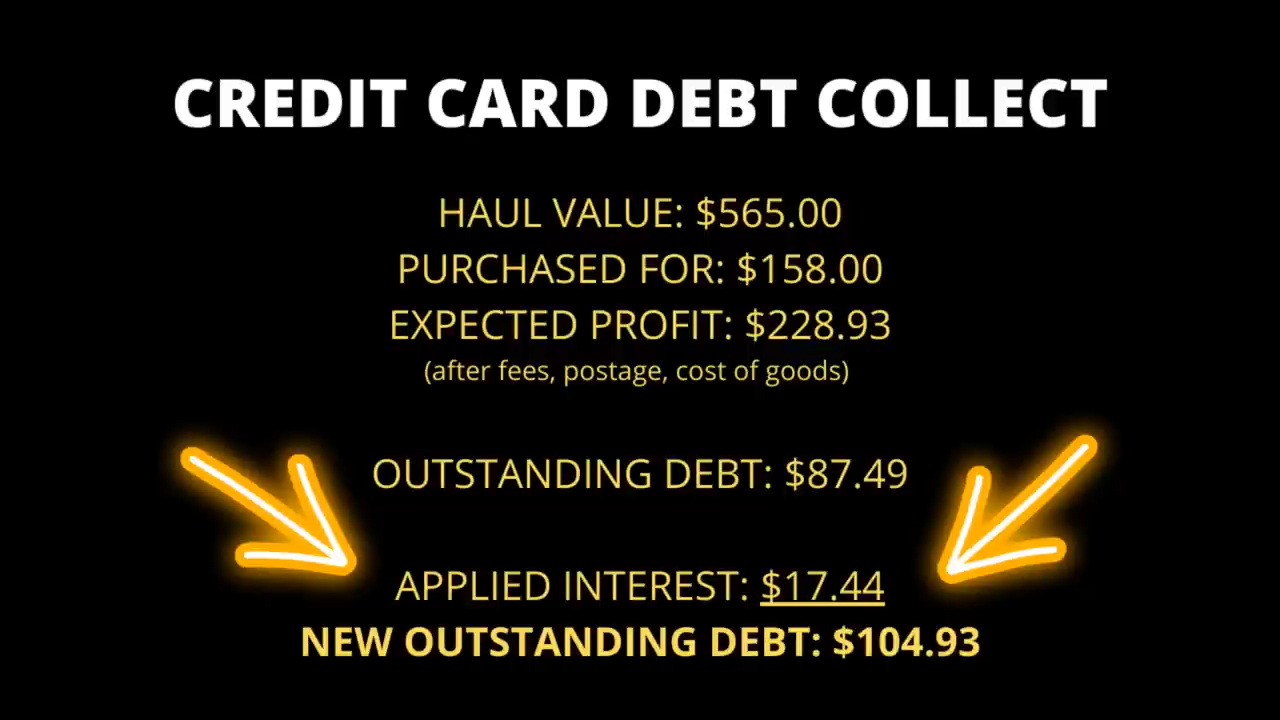 CREDIT CARD DEBT COLLECT
HAUL VALUE: $565.00
PURCHASED FOR: $158.00
EXPECTED PROFIT: $228.93
(after fees, postage, cost of goods)
OUTSTANDING DEBT: $87.49
APPLIED INTEREST: $17.44
NEW OUTSTANDING DEBT: $104.93